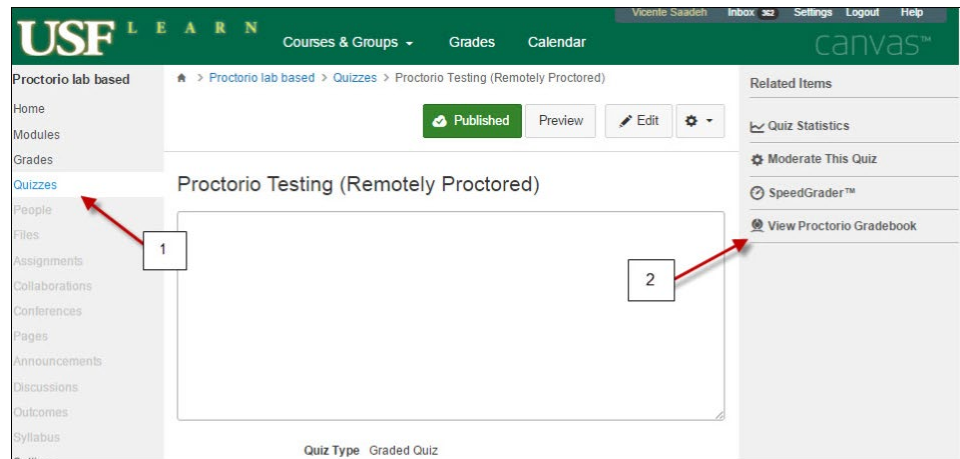 Vicente Saadeh Inbox 362 Settings Logout Help
USF LEARN
Courses & Groups Grades Calendar
canvas™
Proctorio lab based
Home
Modules
Grades
Quizzes
People
Files
Assignments
Collaborations
Conferences
Pages
Announcements
Discussions
Outcomes
Syllabus
> Proctorio lab based > Quizzes > Proctorio Testing (Remotely Proctored)
Published Preview Edit
Proctorio Testing (Remotely Proctored)
1
2
Quiz Type Graded Quiz
Related Items
Quiz Statistics
Moderate This Quiz
SpeedGrader™
View Proctorio Gradebook